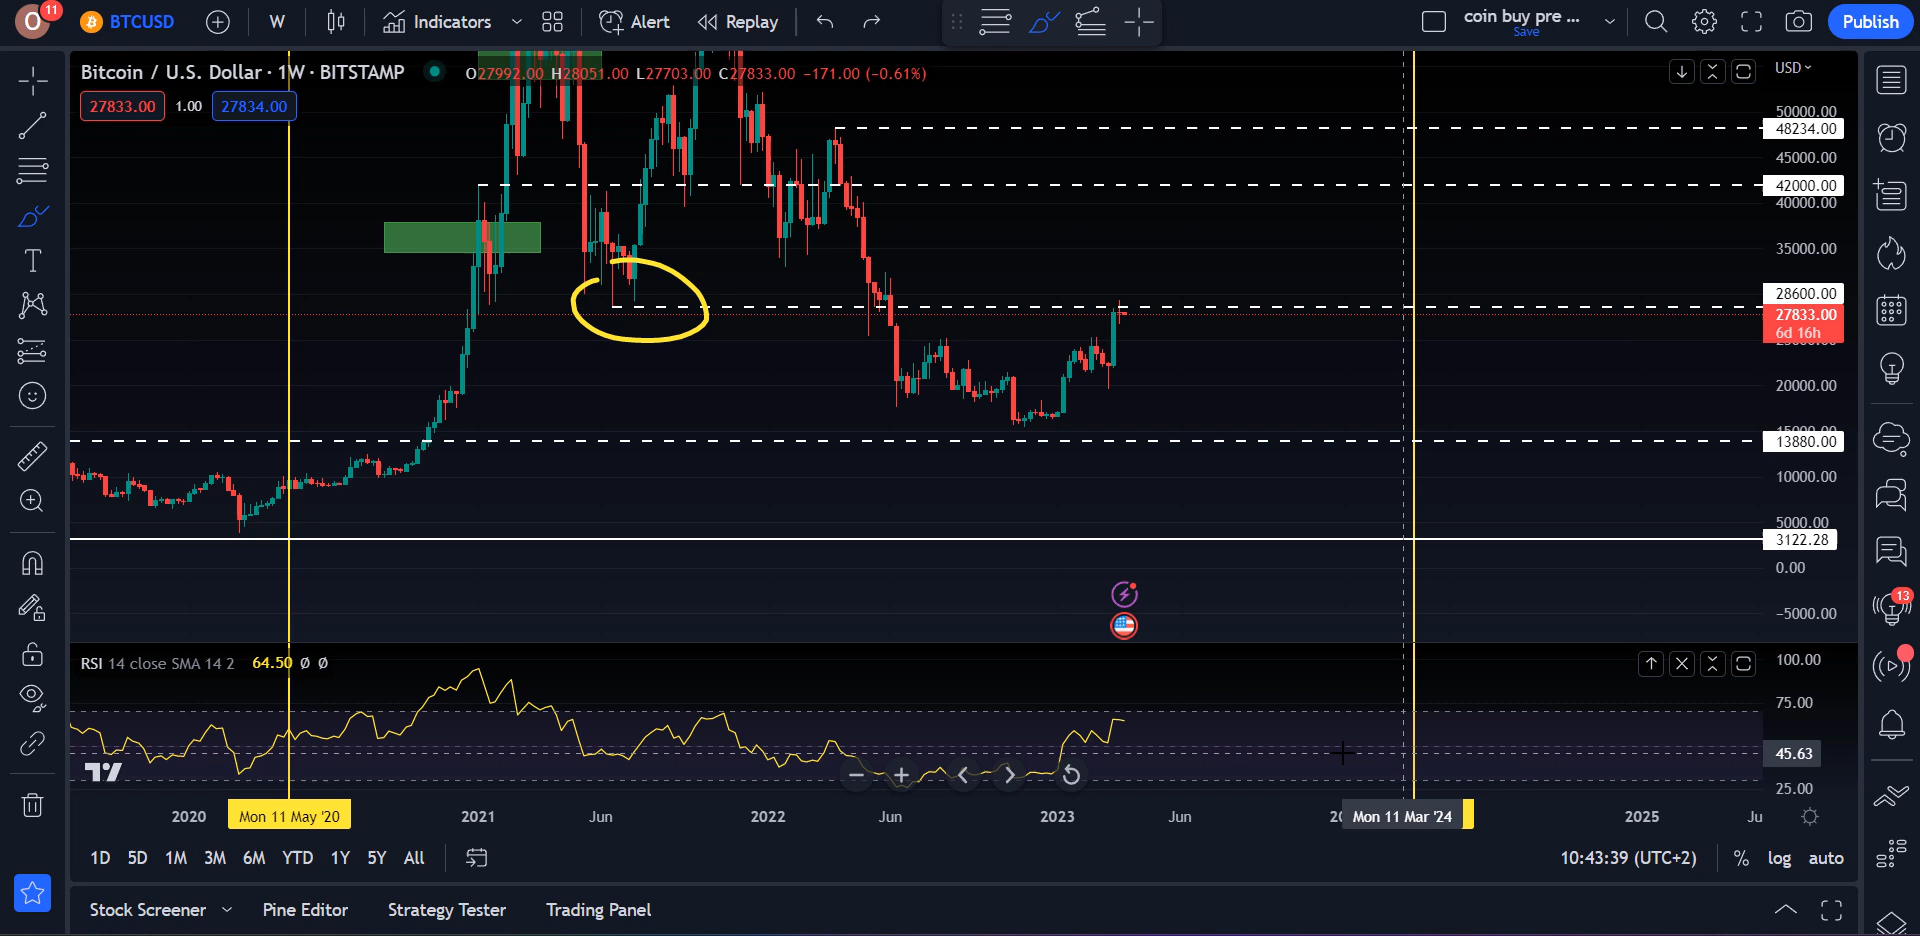 O 11 BTCUSD W Indicators Alert Replay coin buy pre ... Save Publish
Bitcoin / U.S. Dollar · 1W · BITSTAMP O27992.00 H28051.00 L27703.00 C27833.00 −171.00 (−0.61%) USD
27833.00 1.00 27834.00
50000.00
48234.00
45000.00
42000.00
40000.00
35000.00
28600.00
27833.00
6d 16h
20000.00
13880.00
10000.00
5000.00
3122.28
0.00
−5000.00
13
RSI 14 close SMA 14 2 64.50 Ø Ø
100.00
75.00
45.63
25.00
2020 Mon 11 May '20 2021 Jun 2022 Jun 2023 Jun Mon 11 Mar '24 2025 Ju
1D 5D 1M 3M 6M YTD 1Y 5Y All 10:43:39 (UTC+2) % log auto
Stock Screener Pine Editor Strategy Tester Trading Panel